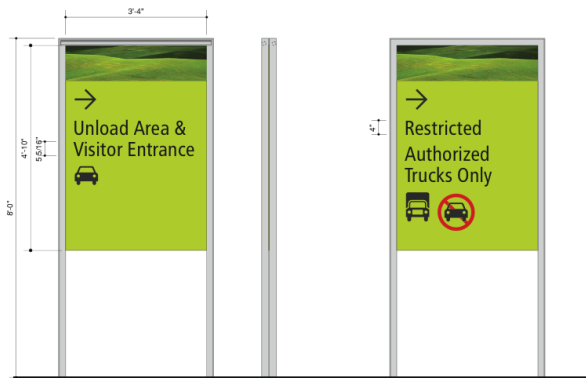 3'-4"
8'-0"
4'-10"
5 5/16"
Unload Area &
Visitor Entrance
4"
Restricted
Authorized
Trucks Only